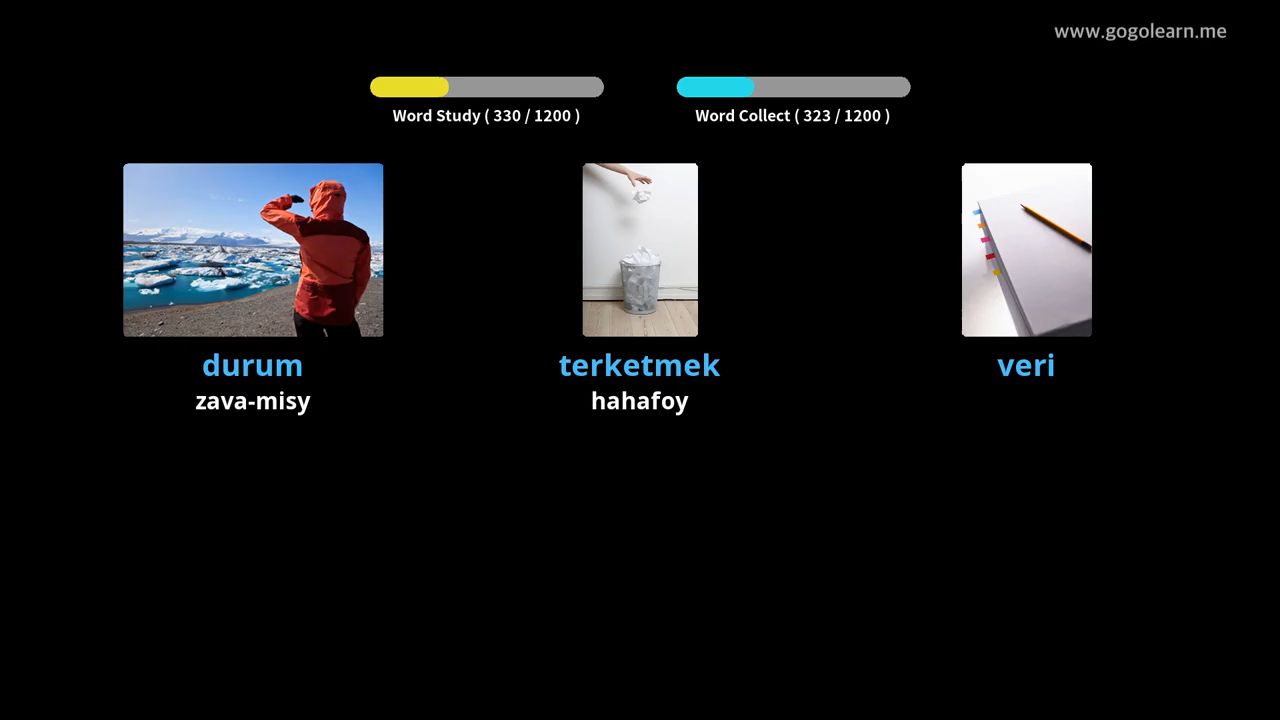 www.gogolearn.me
Word Study ( 330 / 1200 )
Word Collect ( 323 / 1200 )
durum
terketmek
veri
zava-misy
hahafoy